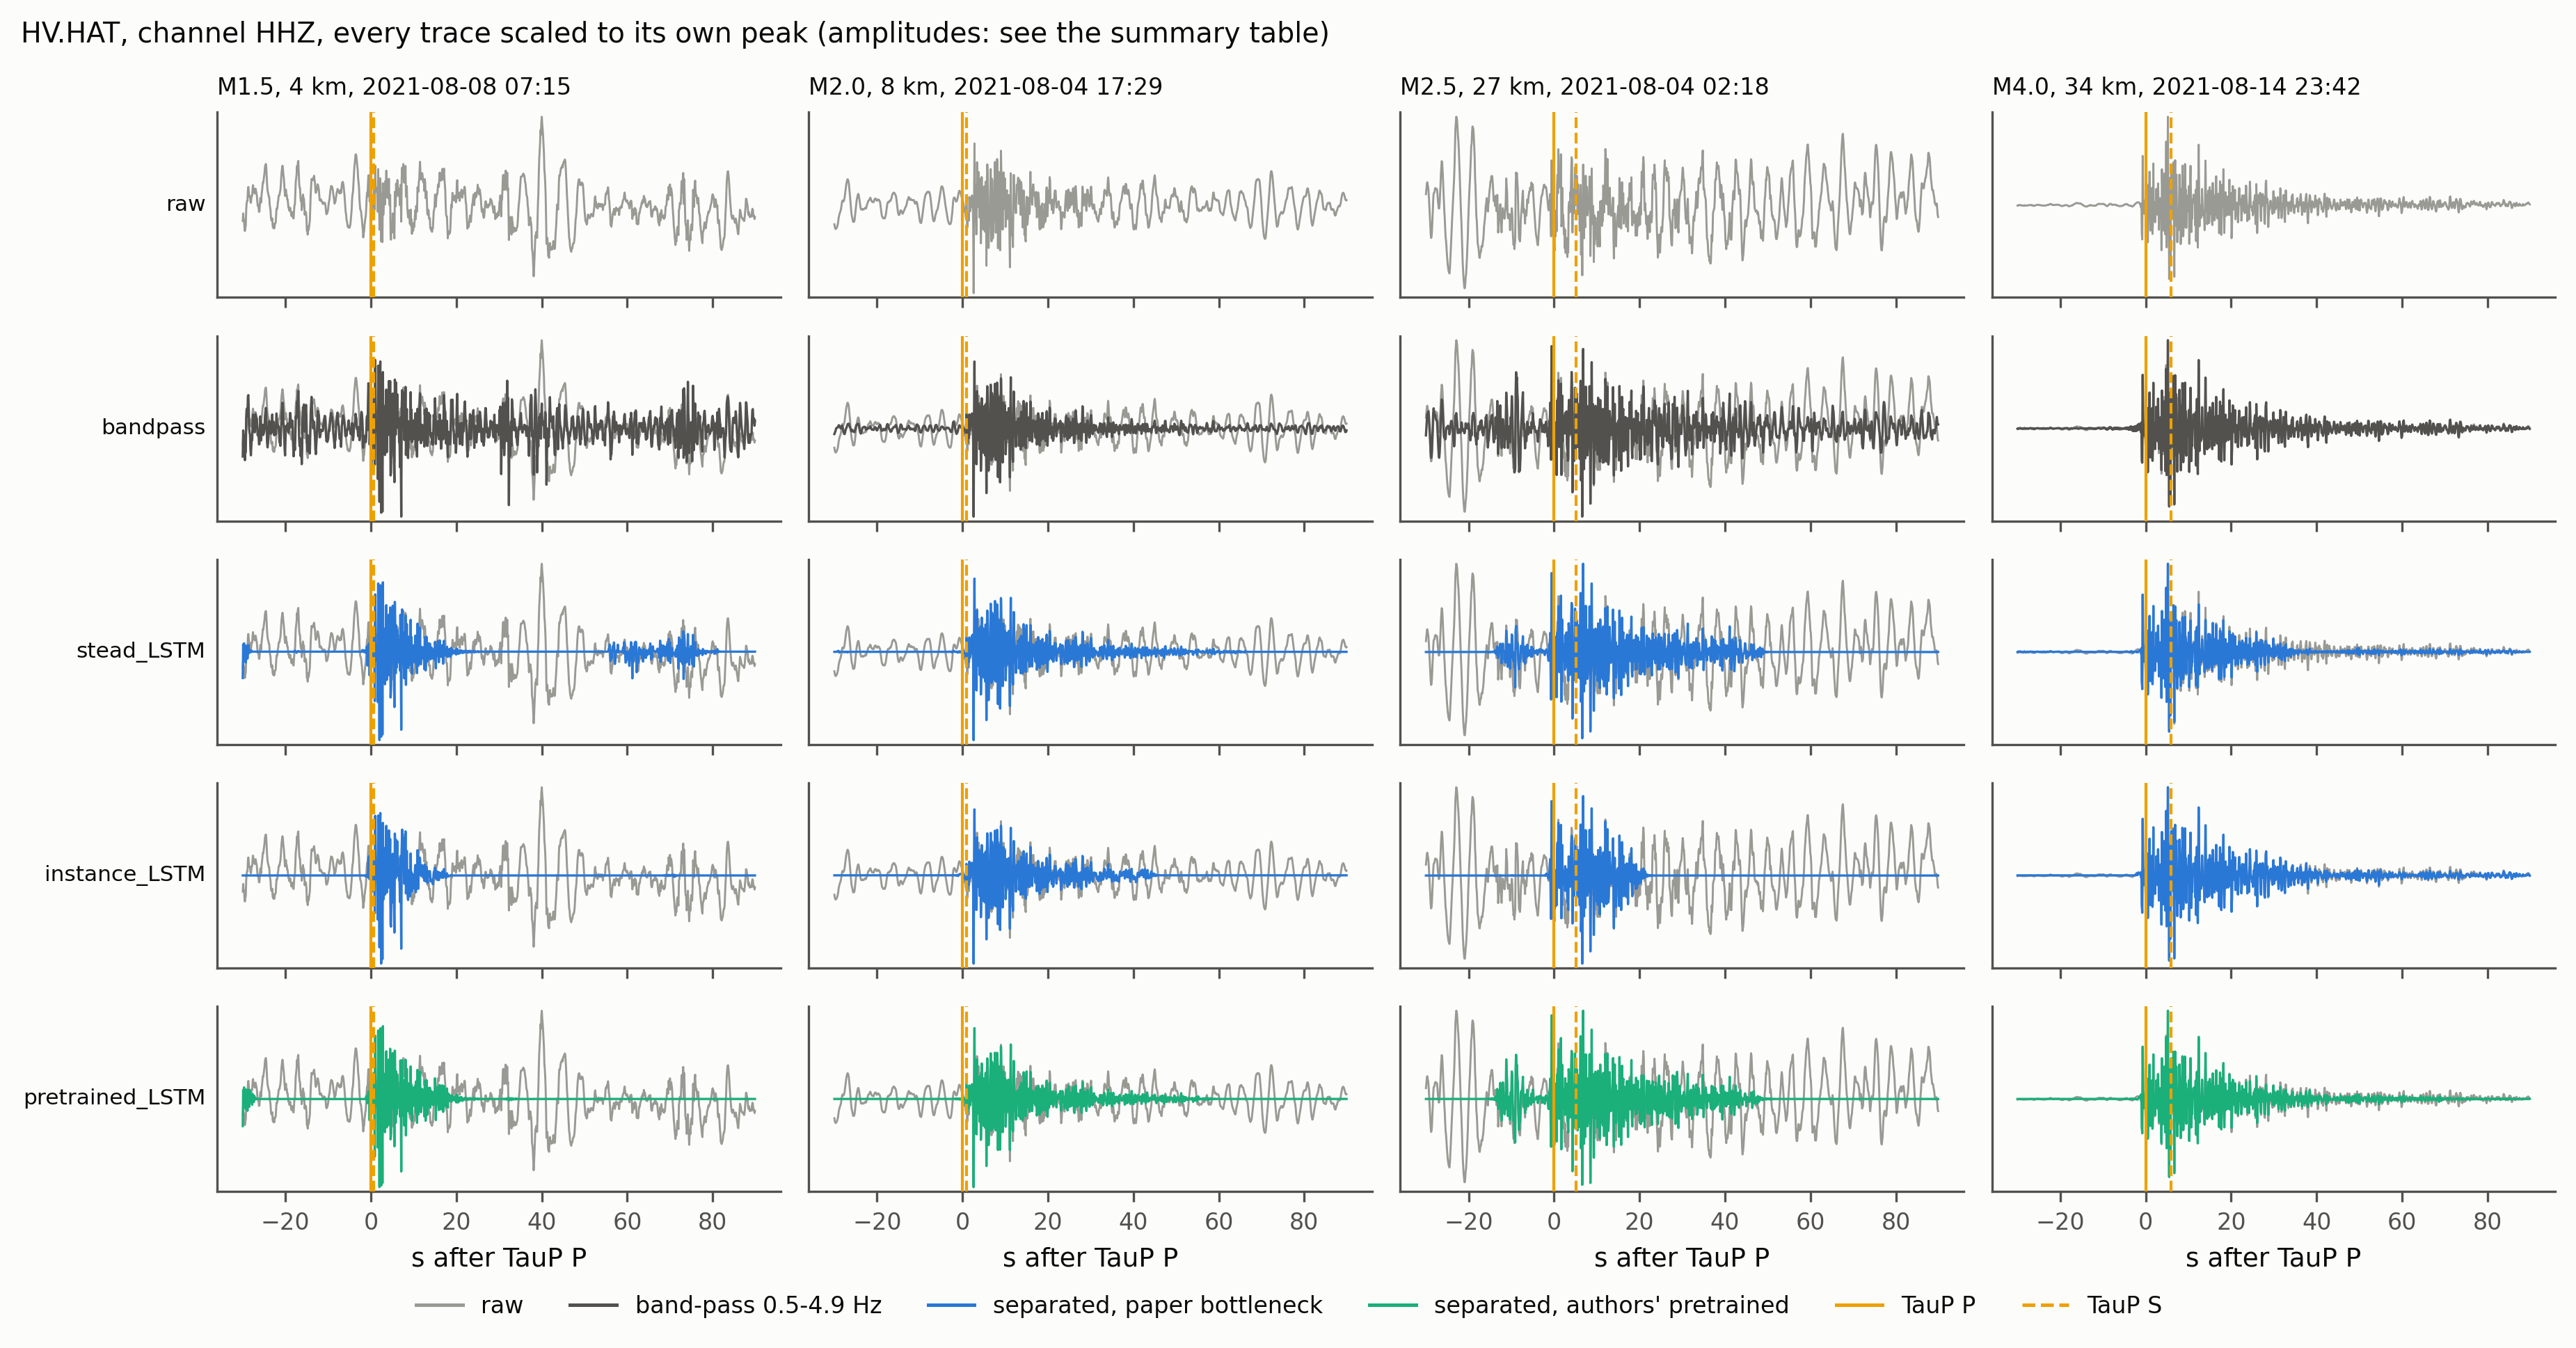 HV.HAT, channel HHZ, every trace scaled to its own peak (amplitudes: see the summary table)
M1.5, 4 km, 2021-08-08 07:15
M2.0, 8 km, 2021-08-04 17:29
M2.5, 27 km, 2021-08-04 02:18
M4.0, 34 km, 2021-08-14 23:42
raw
bandpass
stead_LSTM
instance_LSTM
pretrained_LSTM
−20 0 20 40 60 80
−20 0 20 40 60 80
−20 0 20 40 60 80
−20 0 20 40 60 80
s after TauP P
s after TauP P
s after TauP P
s after TauP P
raw
band-pass 0.5-4.9 Hz
separated, paper bottleneck
separated, authors' pretrained
TauP P
TauP S